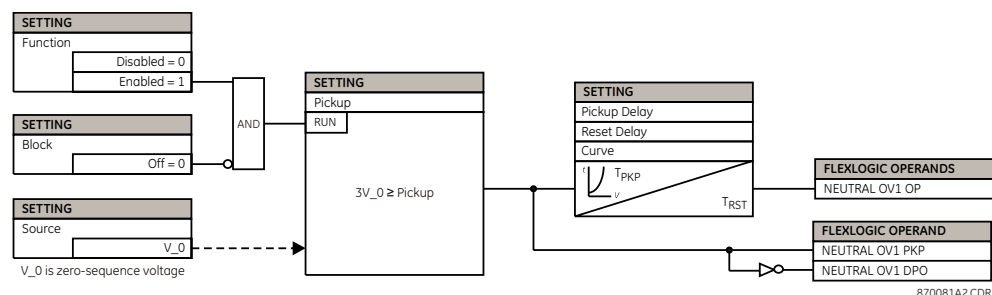 SETTING
Function
Disabled = 0
Enabled = 1
SETTING
Block
Off = 0
SETTING
Source
V_0
V_0 is zero-sequence voltage
AND
SETTING
Pickup
RUN
3V_0 ≥ Pickup
SETTING
Pickup Delay
Reset Delay
Curve
t
TPKP
V
TRST
FLEXLOGIC OPERANDS
NEUTRAL OV1 OP
FLEXLOGIC OPERAND
NEUTRAL OV1 PKP
NEUTRAL OV1 DPO
870081A2.CDR